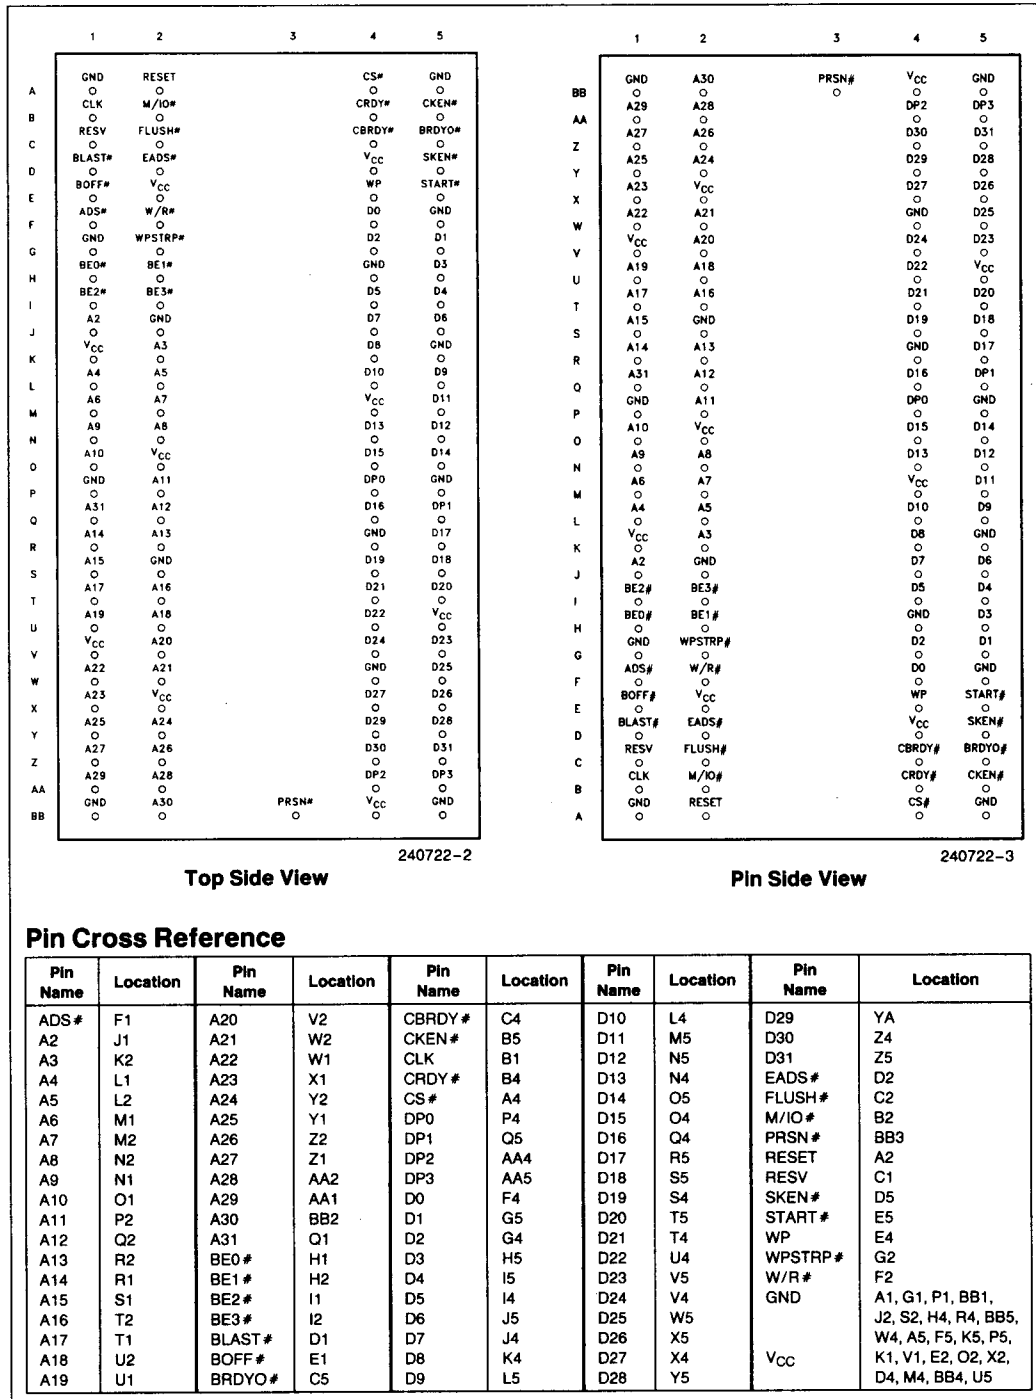 1 2 3 4 5
GND RESET CS# GND
A
CLK M/IO# CRDY# CKEN#
B
RESV FLUSH# CBRDY# BRDYO#
C
BLAST# EADS# VCC SKEN#
D
BOFF# VCC WP START#
E
ADS# W/R# D0 GND
F
GND WPSTRP# D2 D1
G
BE0# BE1# GND D3
H
BE2# BE3# D5 D4
I
A2 GND D7 D6
J
VCC A3 D8 GND
K
A4 A5 D10 D9
L
A6 A7 VCC D11
M
A9 A8 D13 D12
N
A10 VCC D15 D14
O
GND A11 DP0 GND
P
A31 A12 D16 DP1
Q
A14 A13 GND D17
R
A15 GND D19 D18
S
A17 A16 D21 D20
T
A19 A18 D22 VCC
U
VCC A20 D24 D23
V
A22 A21 GND D25
W
A23 VCC D27 D26
X
A25 A24 D29 D28
Y
A27 A26 D30 D31
Z
A29 A28 DP2 DP3
AA
GND A30 PRSN# VCC GND
BB
240722-2
Top Side View
1 2 3 4 5
GND A30 PRSN# VCC GND
BB
A29 A28 DP2 DP3
AA
A27 A26 D30 D31
Z
A25 A24 D29 D28
Y
A23 VCC D27 D26
X
A22 A21 GND D25
W
VCC A20 D24 D23
V
A19 A18 D22 VCC
U
A17 A16 D21 D20
T
A15 GND D19 D18
S
A14 A13 GND D17
R
A31 A12 D16 DP1
Q
GND A11 DP0 GND
P
A10 VCC D15 D14
O
A9 A8 D13 D12
N
A6 A7 VCC D11
M
A4 A5 D10 D9
L
VCC A3 D8 GND
K
A2 GND D7 D6
J
BE2# BE3# D5 D4
I
BE0# BE1# GND D3
H
GND WPSTRP# D2 D1
G
ADS# W/R# D0 GND
F
BOFF# VCC WP START#
E
BLAST# EADS# VCC SKEN#
D
RESV FLUSH# CBRDY# BRDYO#
C
CLK M/IO# CRDY# CKEN#
B
GND RESET CS# GND
A
240722-3
Pin Side View
Pin Cross Reference
Pin Name Location Pin Name Location Pin Name Location Pin Name Location Pin Name Location
ADS# F1 A20 V2 CBRDY# C4 D10 L4 D29 YA
A2 J1 A21 W2 CKEN# B5 D11 M5 D30 Z4
A3 K2 A22 W1 CLK B1 D12 N5 D31 Z5
A4 L1 A23 X1 CRDY# B4 D13 N4 EADS# D2
A5 L2 A24 Y2 CS# A4 D14 O5 FLUSH# C2
A6 M1 A25 Y1 DP0 P4 D15 O4 M/IO# B2
A7 M2 A26 Z2 DP1 Q5 D16 Q4 PRSN# BB3
A8 N2 A27 Z1 DP2 AA4 D17 R5 RESET A2
A9 N1 A28 AA2 DP3 AA5 D18 S5 RESV C1
A10 O1 A29 AA1 D0 F4 D19 S4 SKEN# D5
A11 P2 A30 BB2 D1 G5 D20 T5 START# E5
A12 Q2 A31 Q1 D2 G4 D21 T4 WP E4
A13 R2 BE0# H1 D3 H5 D22 U4 WPSTRP# G2
A14 R1 BE1# H2 D4 I5 D23 V5 W/R# F2
A15 S1 BE2# I1 D5 I4 D24 V4 GND A1, G1, P1, BB1,
A16 T2 BE3# I2 D6 J5 D25 W5 J2, S2, H4, R4, BB5,
A17 T1 BLAST# D1 D7 J4 D26 X5 W4, A5, F5, K5, P5,
A18 U2 BOFF# E1 D8 K4 D27 X4 VCC K1, V1, E2, O2, X2,
A19 U1 BRDYO# C5 D9 L5 D28 Y5 D4, M4, BB4, U5